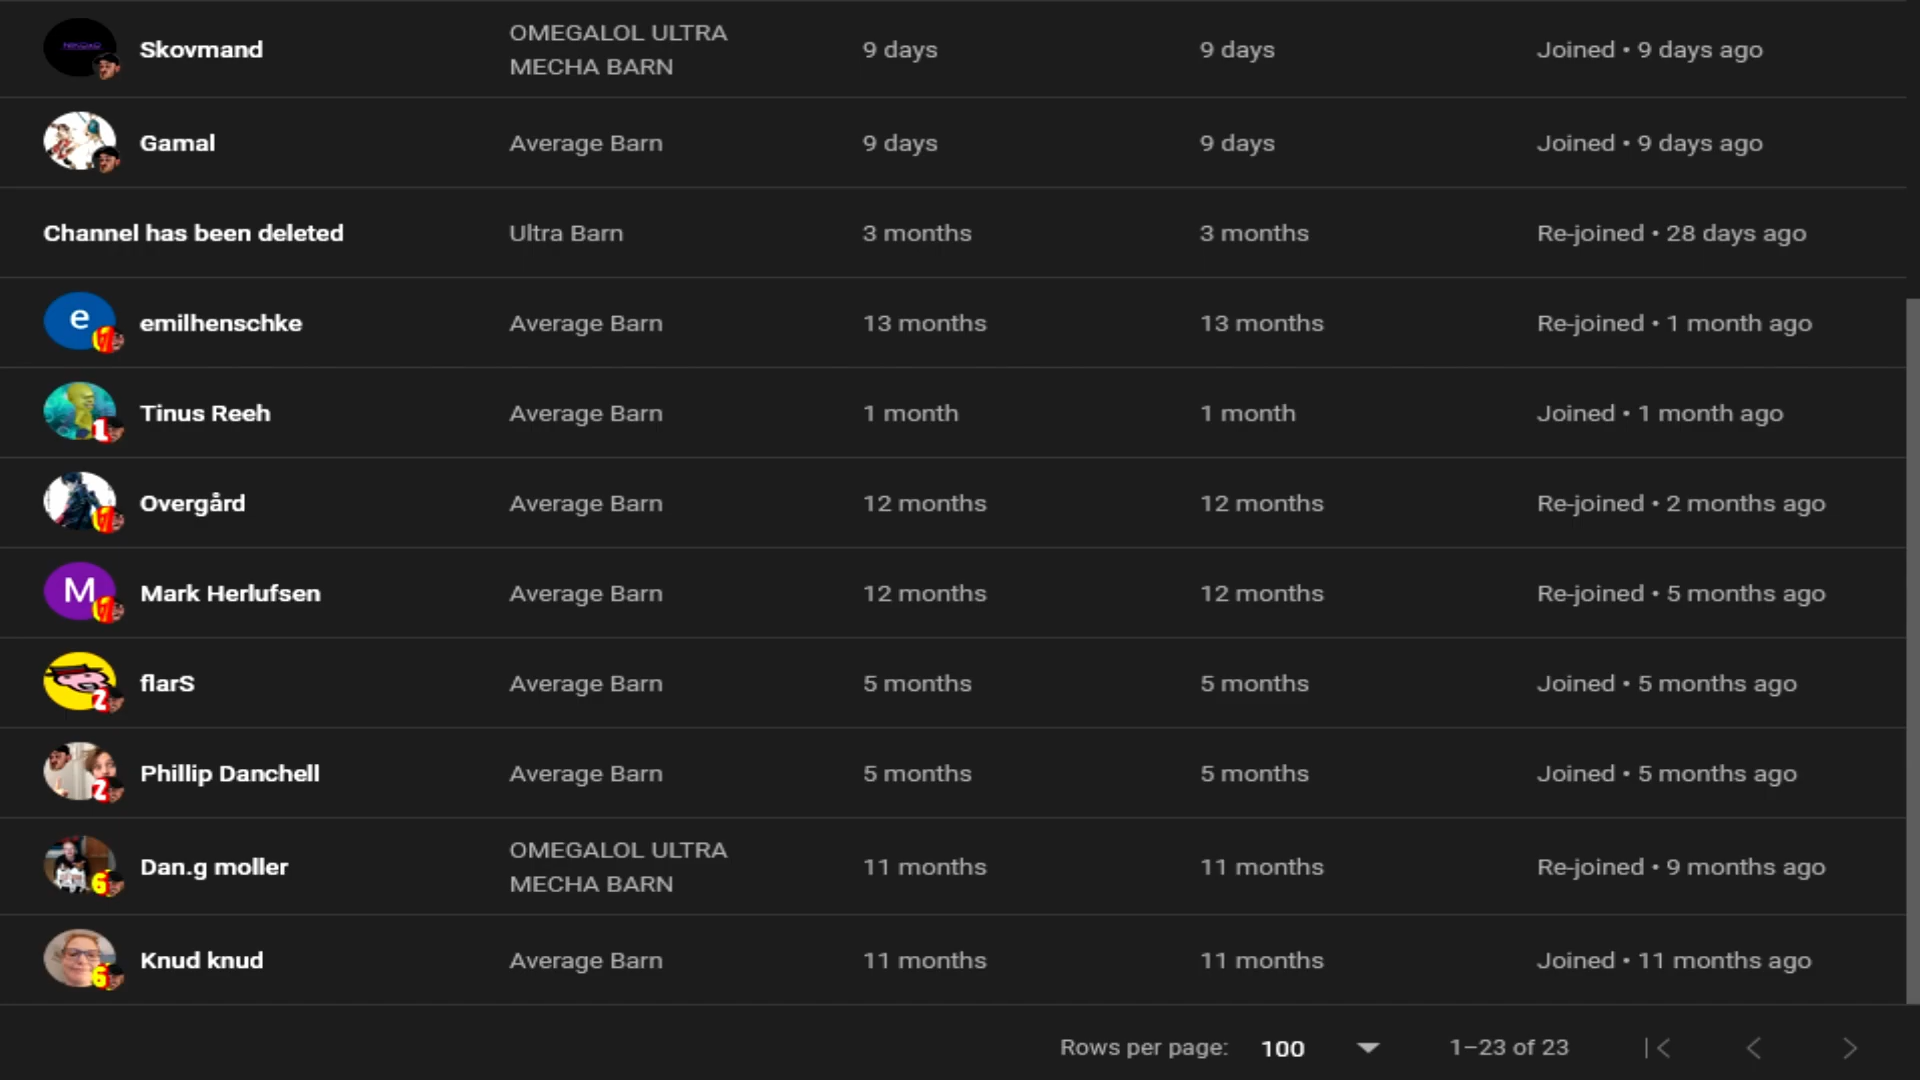 Skovmand
OMEGALOL ULTRA
MECHA BARN
9 days
9 days
Joined • 9 days ago
Gamal
Average Barn
9 days
9 days
Joined • 9 days ago
Channel has been deleted
Ultra Barn
3 months
3 months
Re-joined • 28 days ago
e
emilhenschke
Average Barn
13 months
13 months
Re-joined • 1 month ago
1
Tinus Reeh
Average Barn
1 month
1 month
Joined • 1 month ago
Overgård
Average Barn
12 months
12 months
Re-joined • 2 months ago
M
Mark Herlufsen
Average Barn
12 months
12 months
Re-joined • 5 months ago
2
flarS
Average Barn
5 months
5 months
Joined • 5 months ago
2
Phillip Danchell
Average Barn
5 months
5 months
Joined • 5 months ago
6
Dan.g moller
OMEGALOL ULTRA
MECHA BARN
11 months
11 months
Re-joined • 9 months ago
6
Knud knud
Average Barn
11 months
11 months
Joined • 11 months ago
Rows per page: 100
1–23 of 23